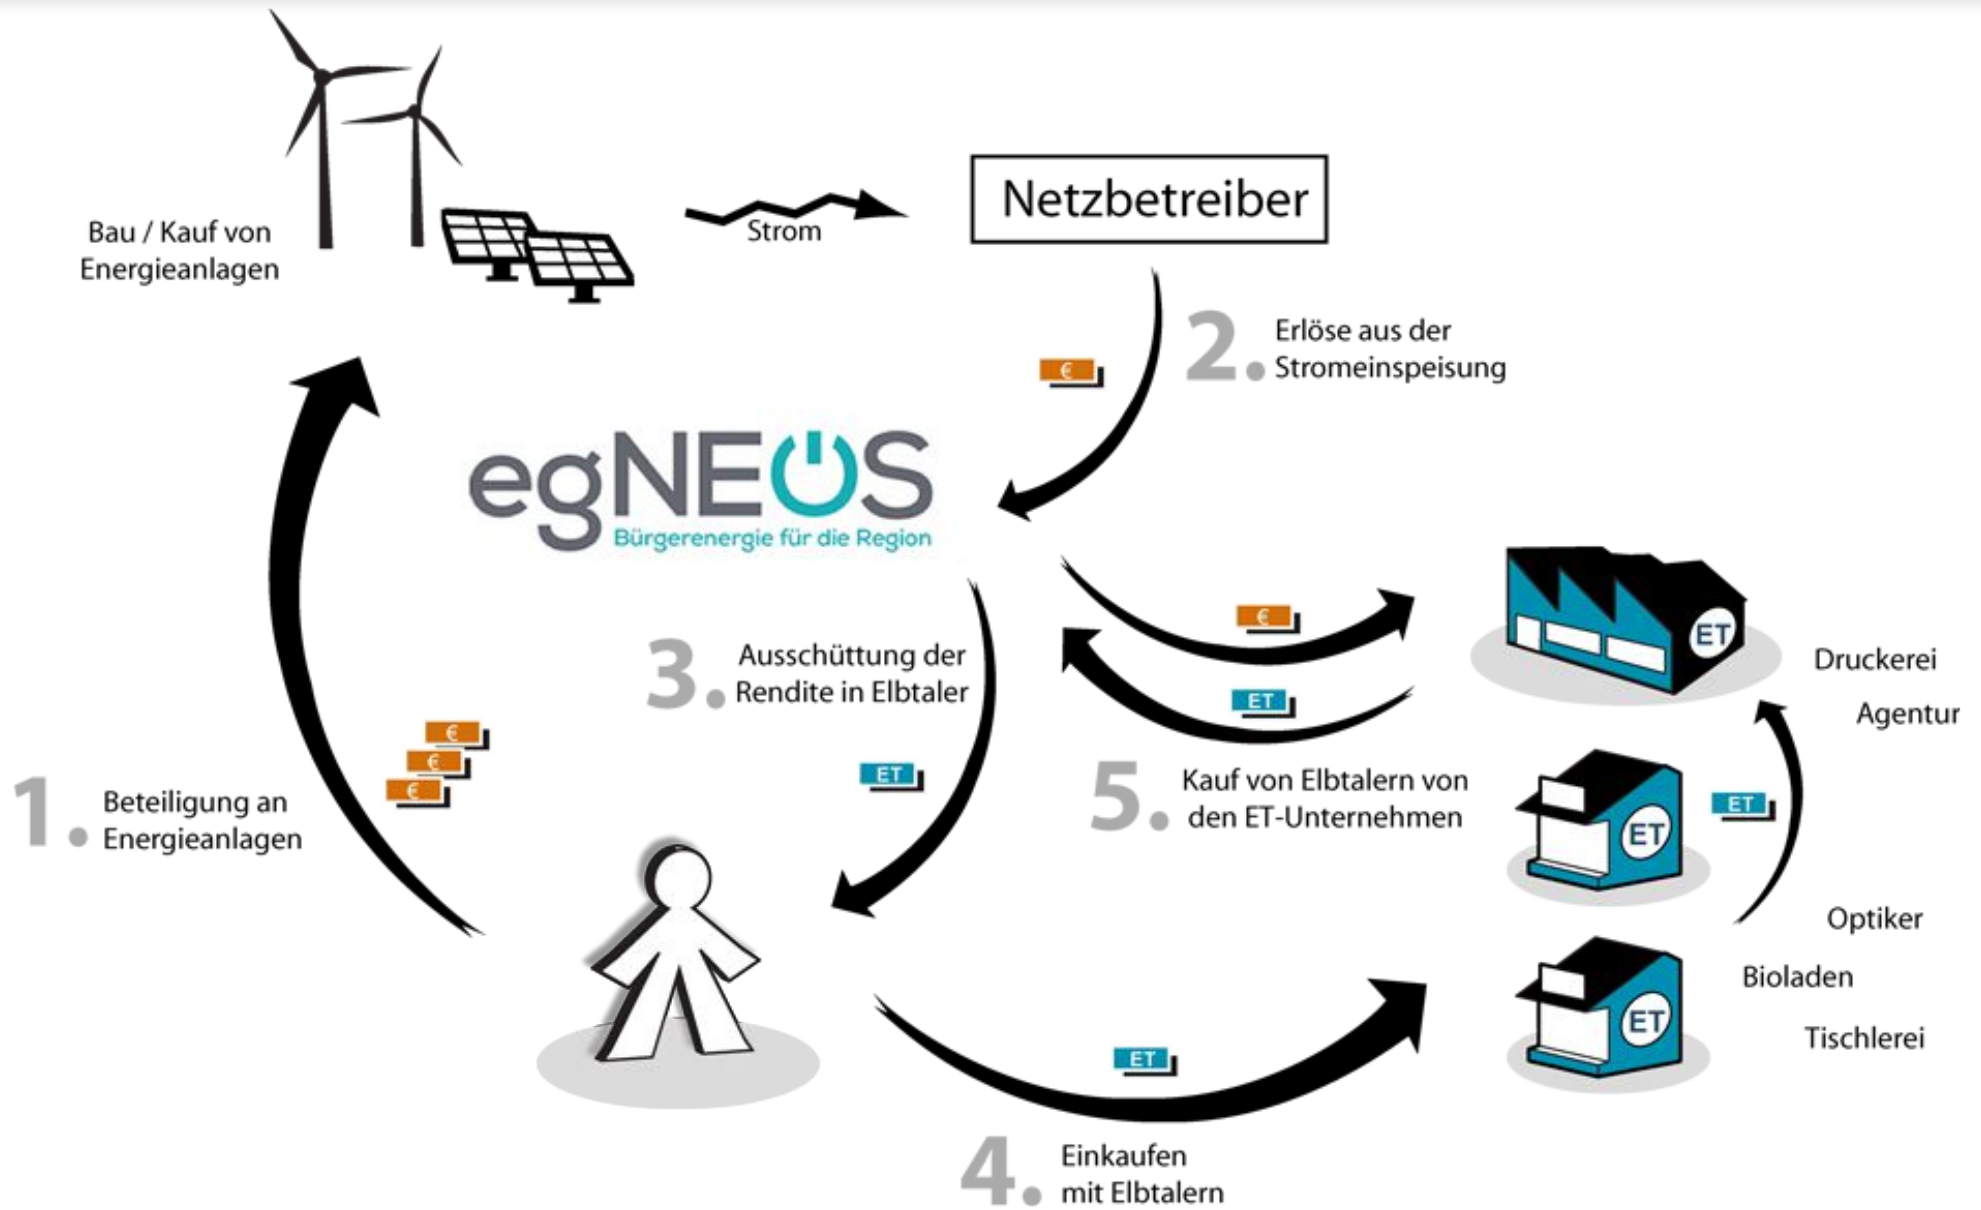 Bau / Kauf von
Energieanlagen
Strom
Netzbetreiber
2. Erlöse aus der
Stromeinspeisung
€
egNEOS
Bürgerenergie für die Region
3. Ausschüttung der
Rendite in Elbtaler
€
ET
ET
Druckerei
Agentur
1. Beteiligung an
Energieanlagen
€
€
€
ET
5. Kauf von Elbtalern von
den ET-Unternehmen
ET
ET
Optiker
Bioladen
Tischlerei
ET
ET
4. Einkaufen
mit Elbtalern